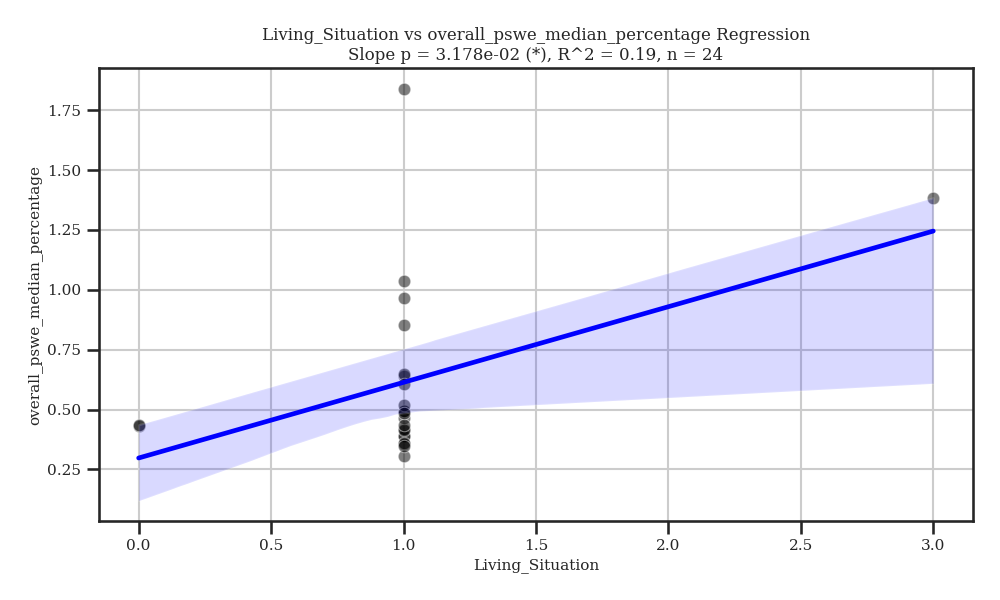 Living_Situation vs overall_pswe_median_percentage Regression
Slope p = 3.178e-02 (*), R^2 = 0.19, n = 24
overall_pswe_median_percentage
1.75
1.50
1.25
1.00
0.75
0.50
0.25
0.0 0.5 1.0 1.5 2.0 2.5 3.0
Living_Situation